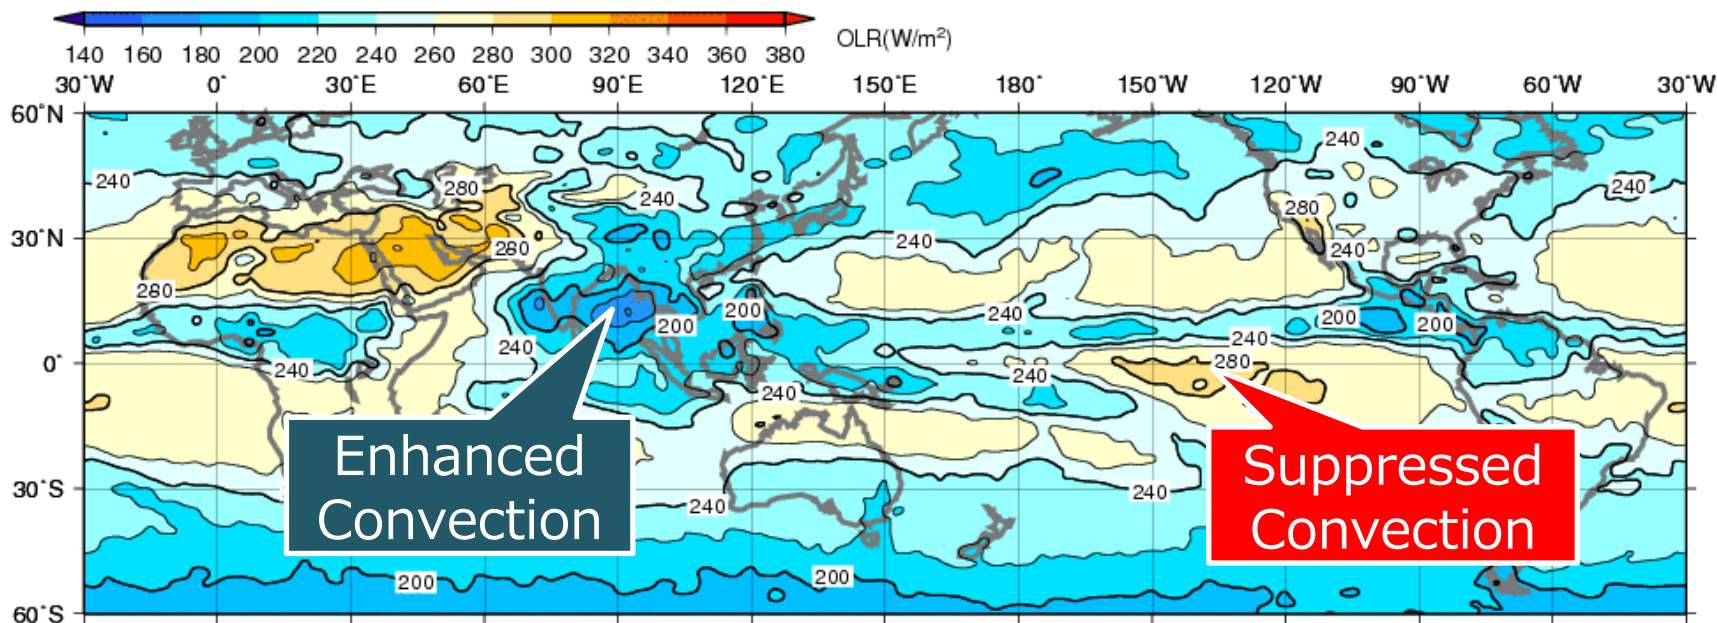 140 160 180 200 220 240 260 280 300 320 340 360 380 OLR(W/m²)
30°W 0° 30°E 60°E 90°E 120°E 150°E 180° 150°W 120°W 90°W 60°W 30°W
60°N
240
240 280 240 240
280
30°N 280 240 240
280
200 200 240 200 200
240 240
0° 240 280
240
240
Enhanced
Convection
Suppressed
Convection
30°S 240 240
200 200
60°S